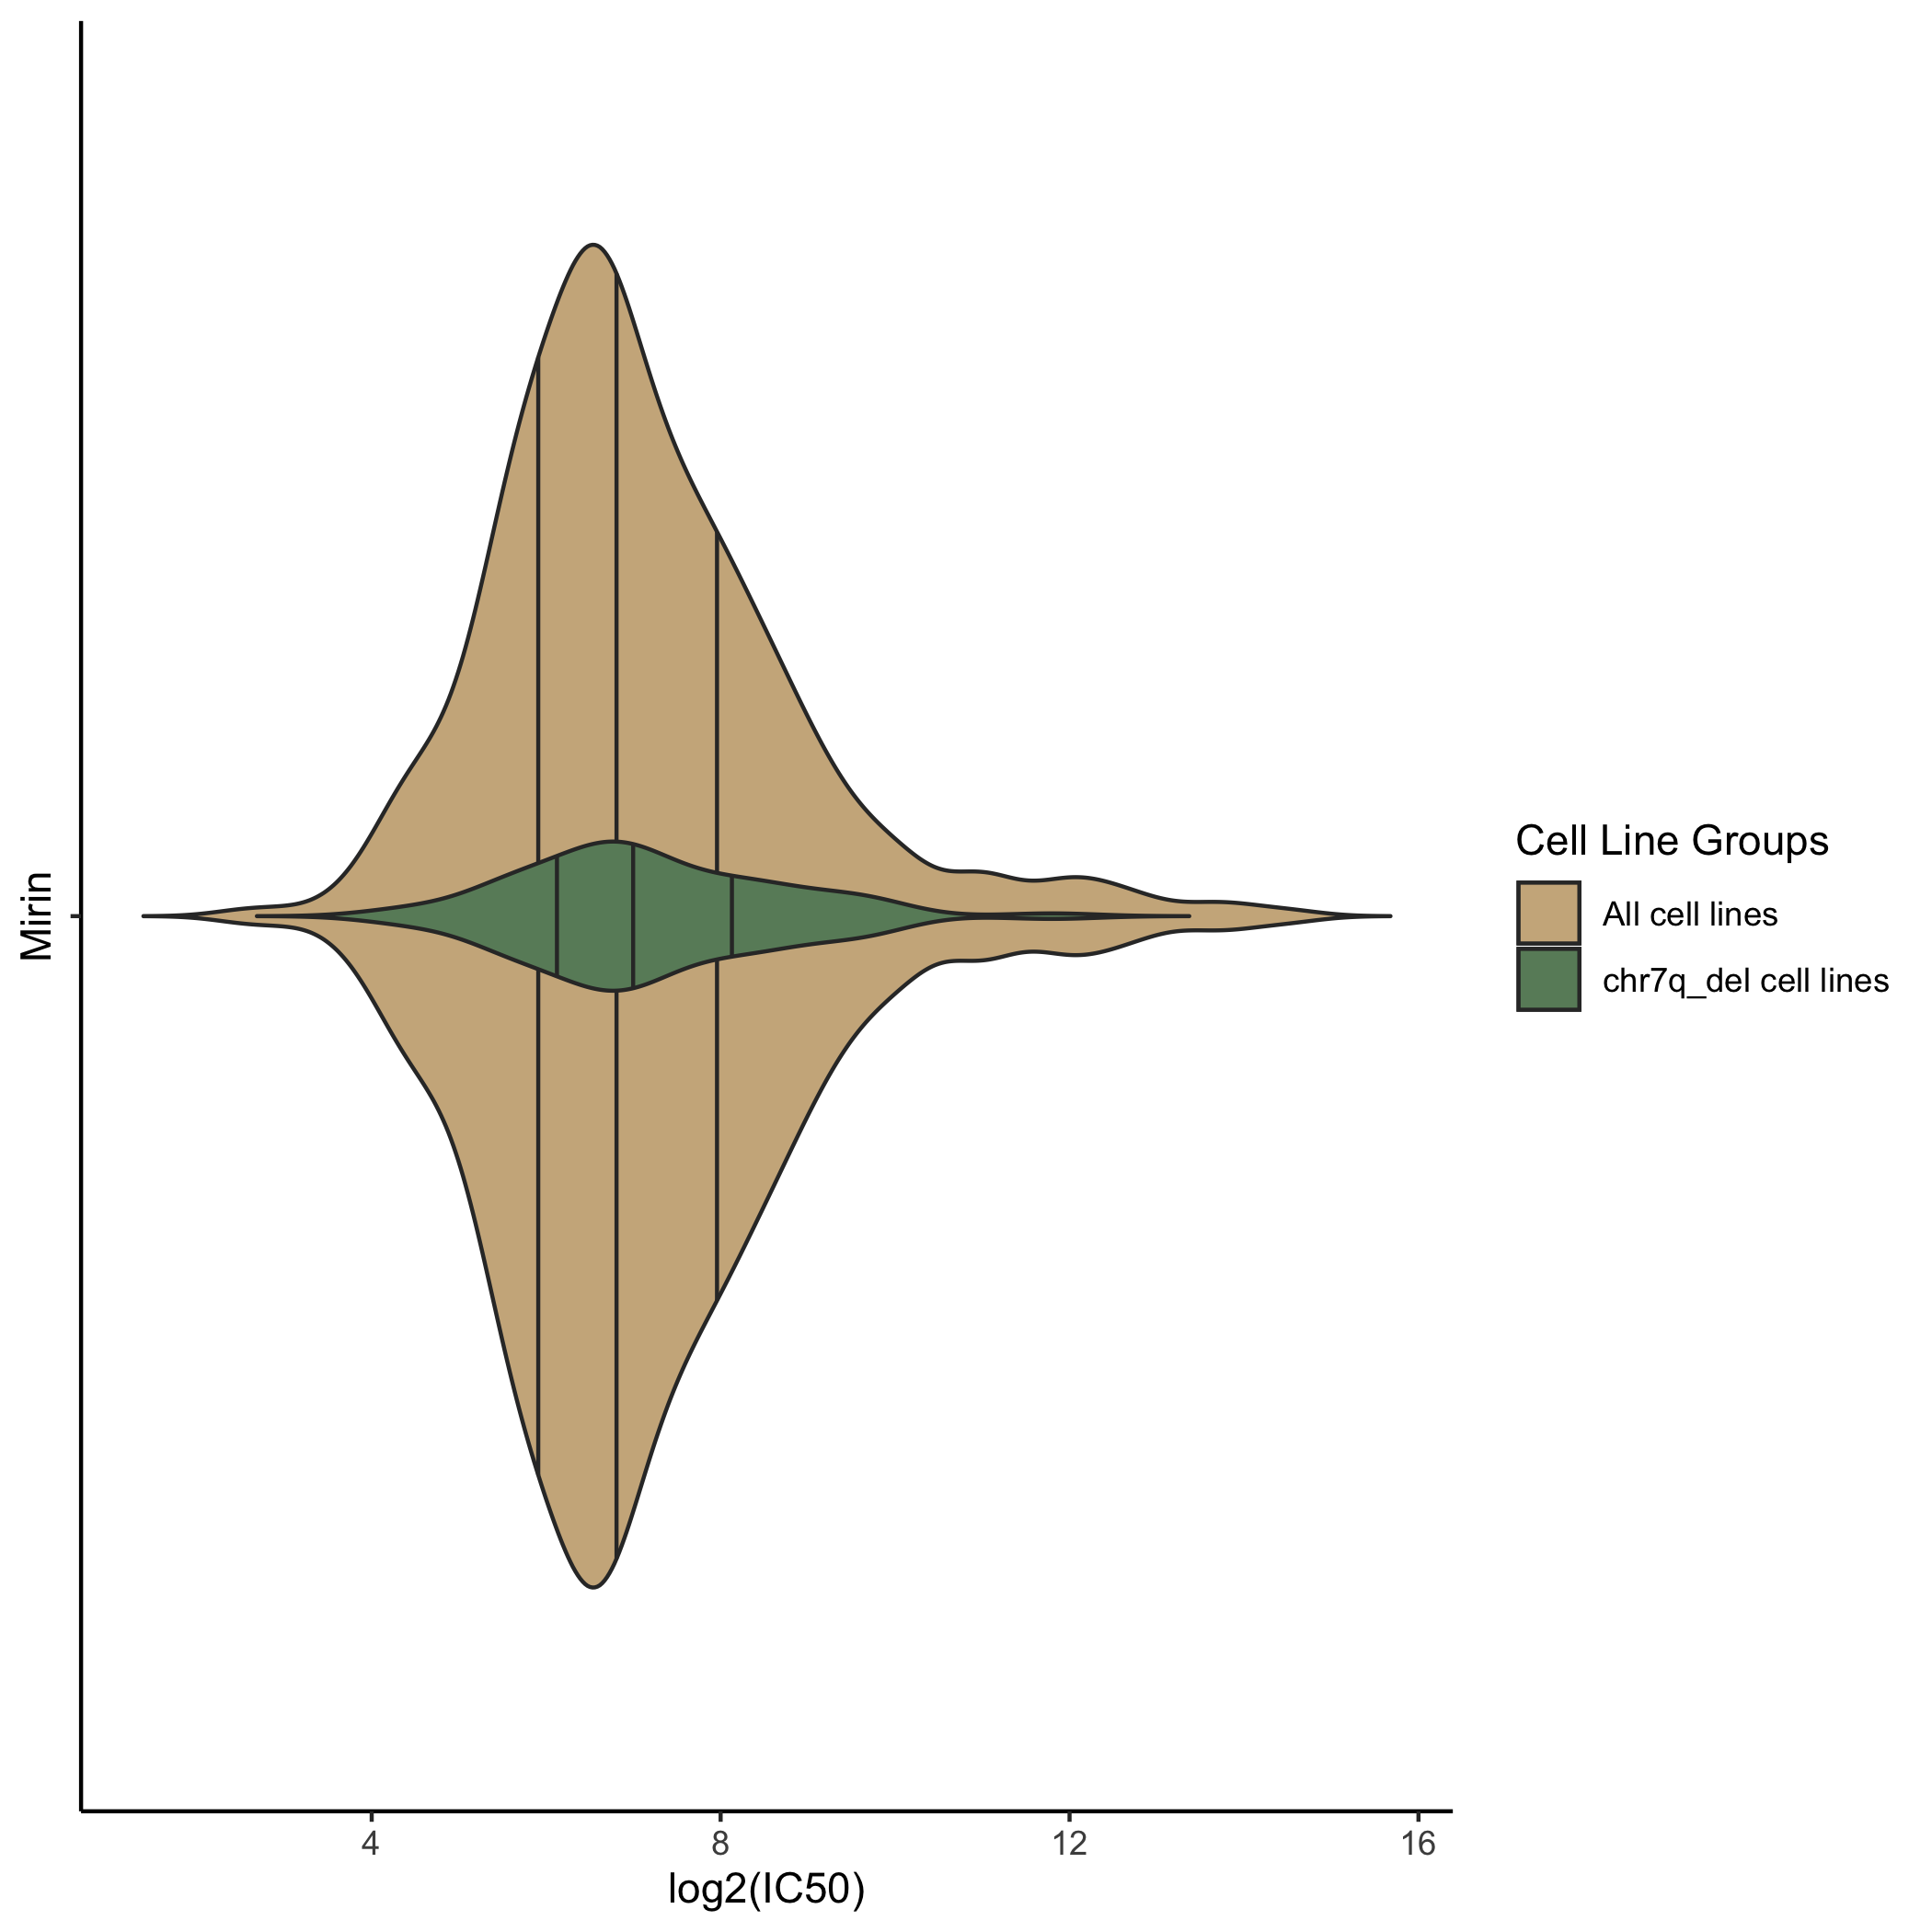 Mirin
4
8
12
16
log2(IC50)
Cell Line Groups
All cell lines
chr7q_del cell lines